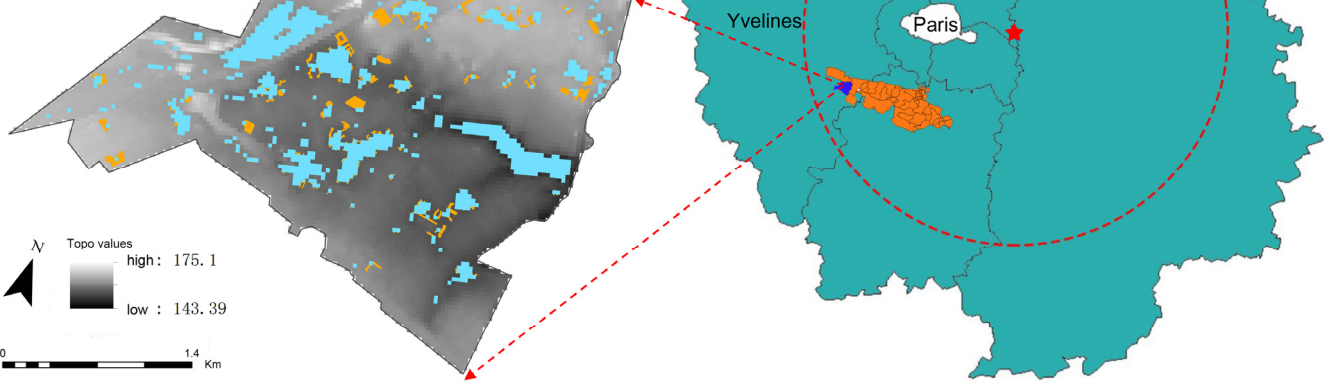 Yvelines
Paris
N
Topo values
high : 175.1
low : 143.39
0 1.4
Km